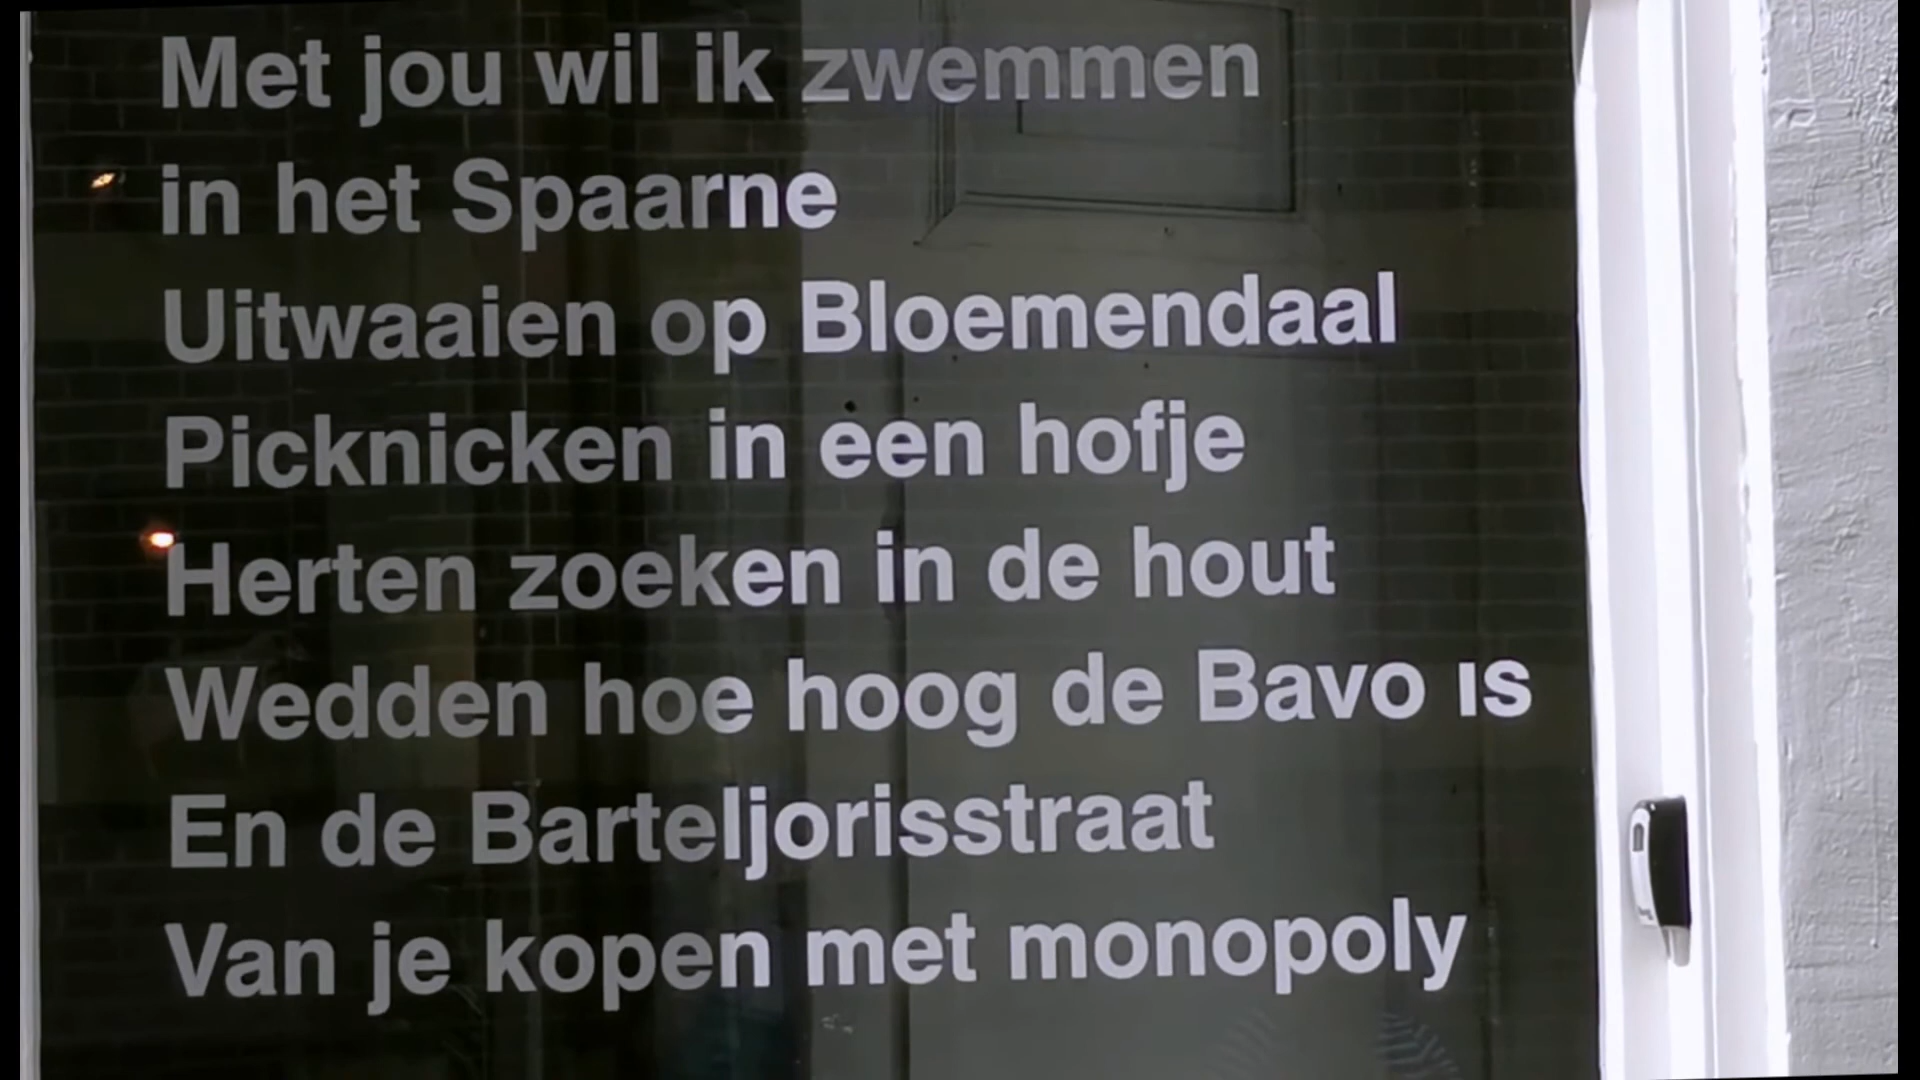 Met jou wil ik zwemmen
in het Spaarne
Uitwaaien op Bloemendaal
Picknicken in een hofje
Herten zoeken in de hout
Wedden hoe hoog de Bavo is
En de Barteljorisstraat
Van je kopen met monopoly